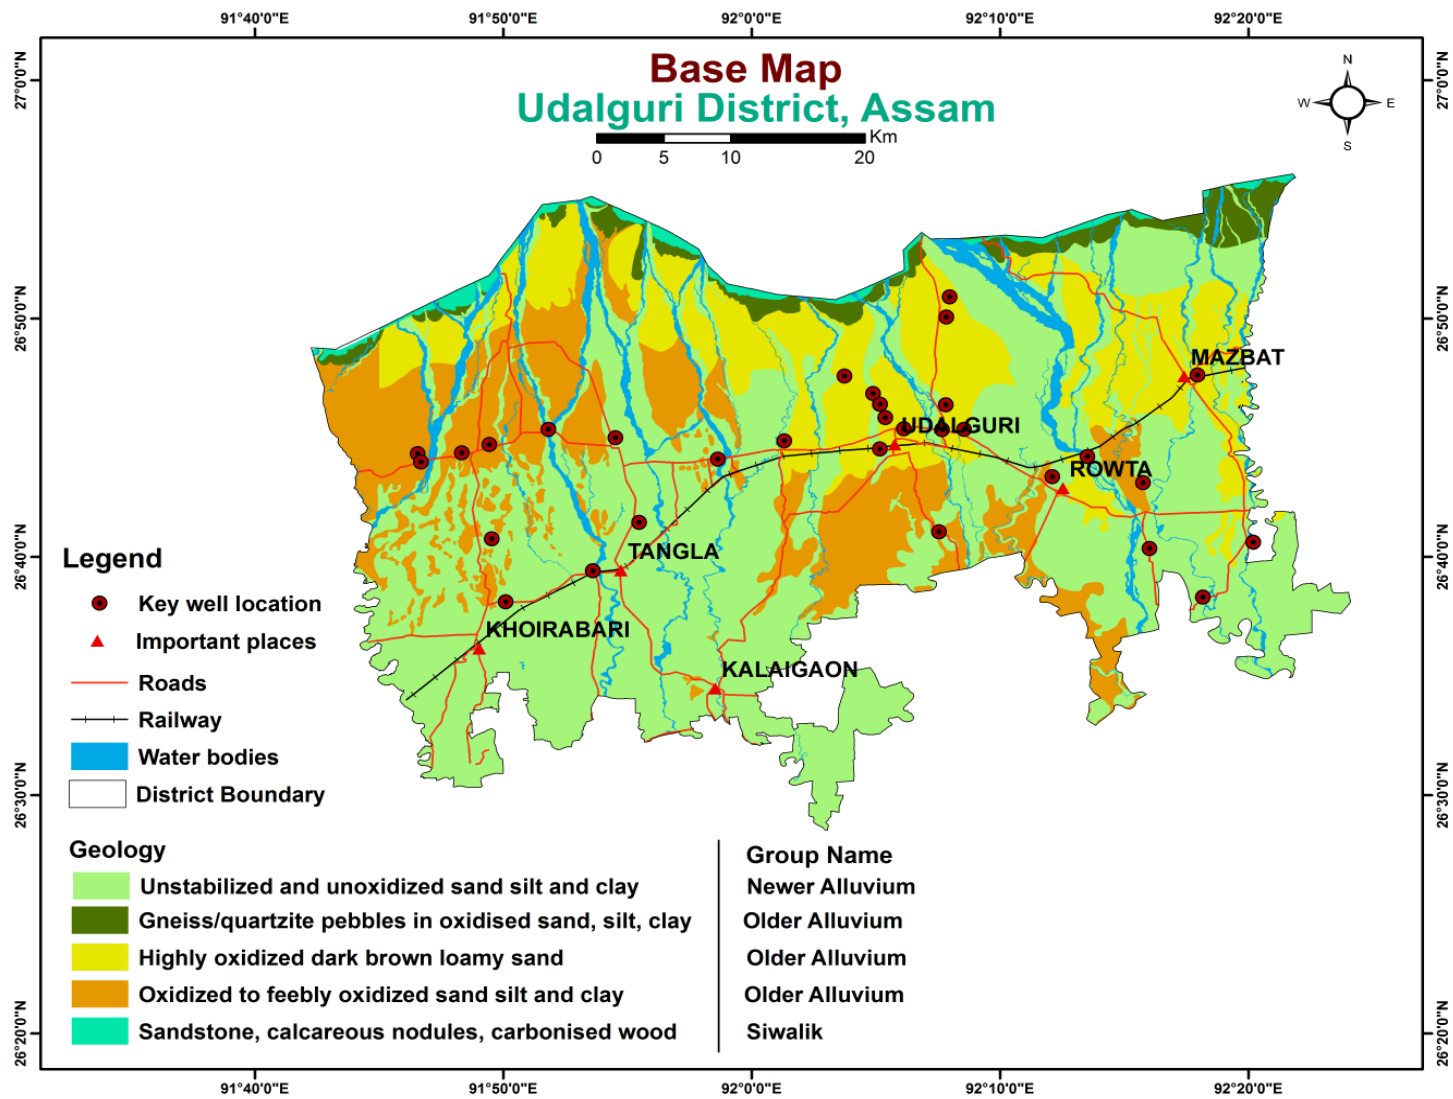 91°40'0"E 91°50'0"E 92°0'0"E 92°10'0"E 92°20'0"E
Base Map
Udalguri District, Assam
Km
0 5 10 20
N
W E
S
27°0'0"N 27°0'0"N
26°50'0"N 26°50'0"N
26°40'0"N 26°40'0"N
26°30'0"N 26°30'0"N
26°20'0"N 26°20'0"N
MAZBAT
UDALGURI
ROWTA
TANGLA
KHOIRABARI
KALAIGAON
Legend
Key well location
Important places
Roads
Railway
Water bodies
District Boundary
Geology Group Name
Unstabilized and unoxidized sand silt and clay Newer Alluvium
Gneiss/quartzite pebbles in oxidised sand, silt, clay Older Alluvium
Highly oxidized dark brown loamy sand Older Alluvium
Oxidized to feebly oxidized sand silt and clay Older Alluvium
Sandstone, calcareous nodules, carbonised wood Siwalik
91°40'0"E 91°50'0"E 92°0'0"E 92°10'0"E 92°20'0"E